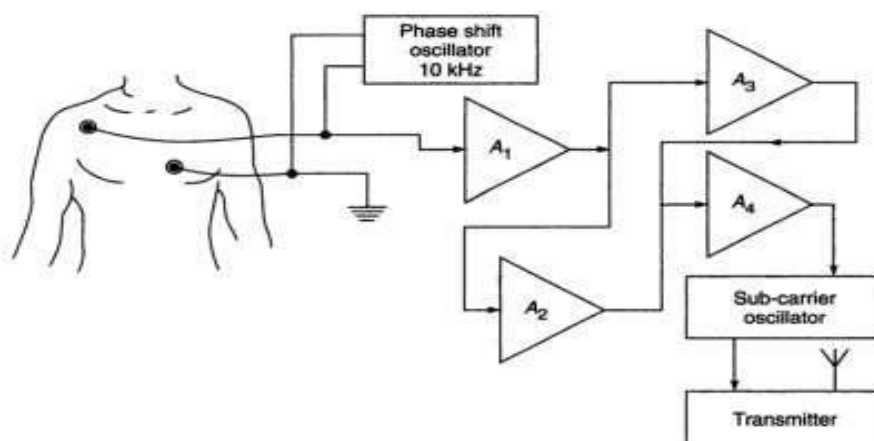 Phase shift
oscillator
10 kHz
A1
A3
A4
A2
Sub-carrier
oscillator
Transmitter